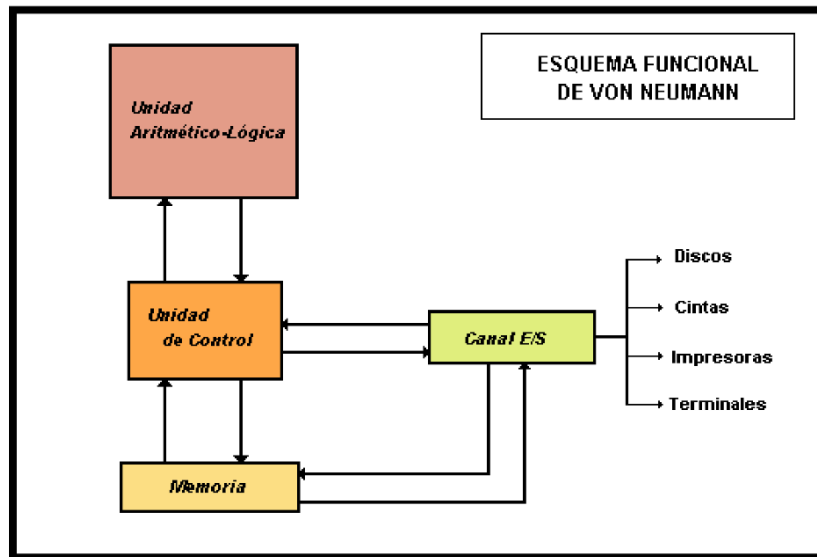 ESQUEMA FUNCIONAL
DE VON NEUMANN
Unidad
Aritmético-Lógica
Unidad
de Control
Canal E/S
Memoria
Discos
Cintas
Impresoras
Terminales